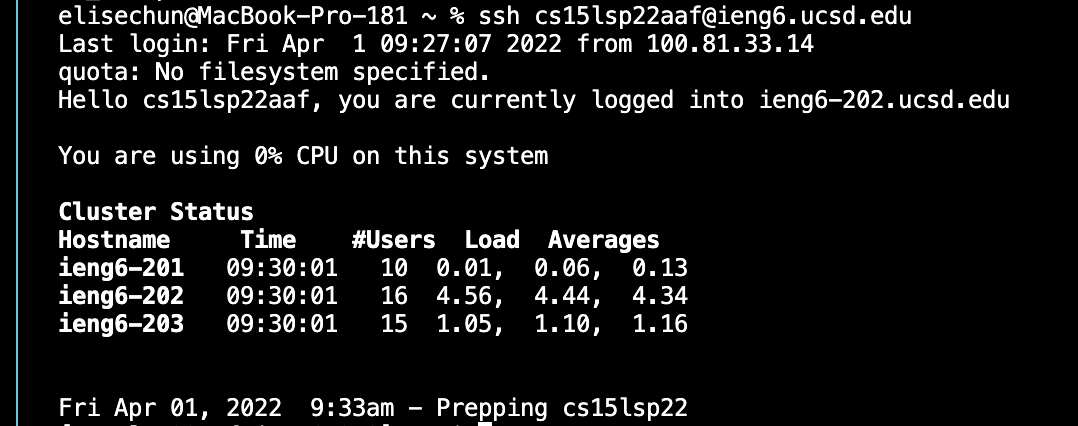 elisechun@MacBook-Pro-181 ~ % ssh cs15lsp22aaf@ieng6.ucsd.edu
Last login: Fri Apr  1 09:27:07 2022 from 100.81.33.14
quota: No filesystem specified.
Hello cs15lsp22aaf, you are currently logged into ieng6-202.ucsd.edu
You are using 0% CPU on this system
Cluster Status
Hostname     Time    #Users  Load  Averages
ieng6-201   09:30:01   10  0.01,  0.06,  0.13
ieng6-202   09:30:01   16  4.56,  4.44,  4.34
ieng6-203   09:30:01   15  1.05,  1.10,  1.16
Fri Apr 01, 2022  9:33am - Prepping cs15lsp22